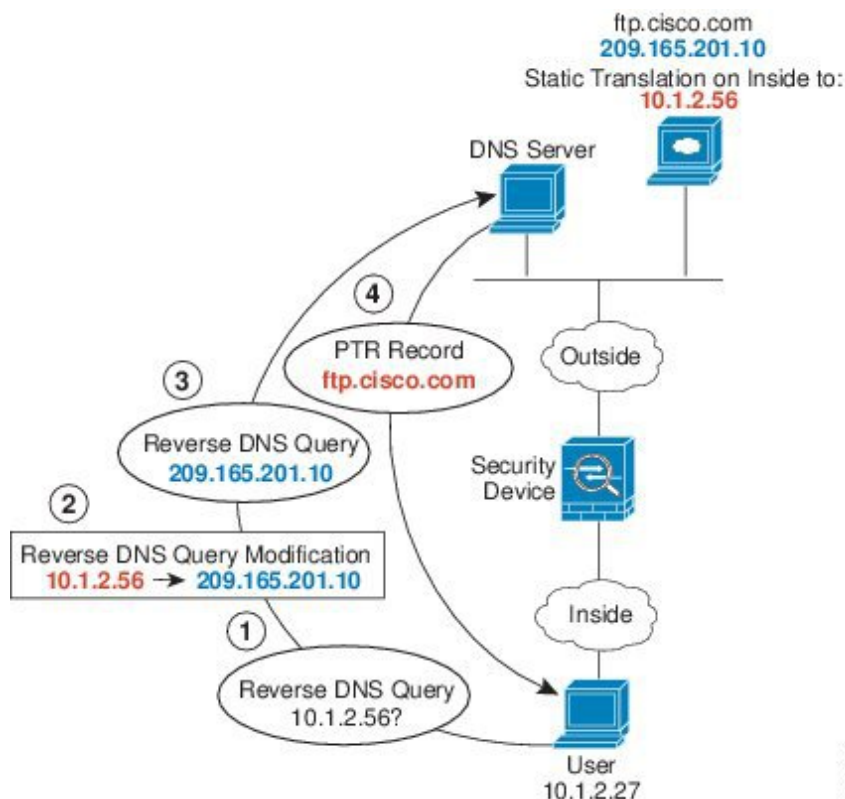 ftp.cisco.com
209.165.201.10
Static Translation on Inside to:
10.1.2.56
DNS Server
4
PTR Record
ftp.cisco.com
Outside
3
Reverse DNS Query
209.165.201.10
Security
Device
2
Reverse DNS Query Modification
10.1.2.56 → 209.165.201.10
Inside
1
Reverse DNS Query
10.1.2.56?
User
10.1.2.27